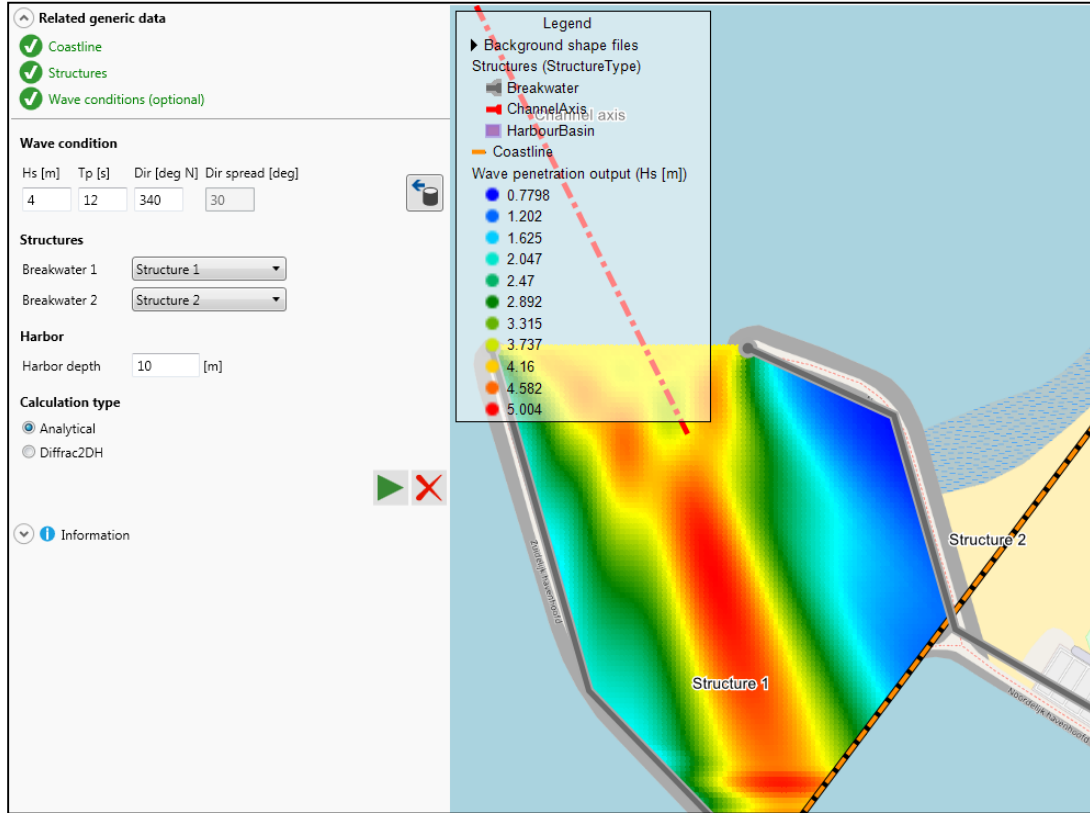 Related generic data
Coastline
Structures
Wave conditions (optional)
Wave condition
Hs [m] Tp [s] Dir [deg N] Dir spread [deg]
4 12 340 30
Structures
Breakwater 1 Structure 1
Breakwater 2 Structure 2
Harbor
Harbor depth 10 [m]
Calculation type
Analytical
Diffrac2DH
Information
Legend
Background shape files
Structures (StructureType)
Breakwater
ChannelAxis
Channel axis
HarbourBasin
Coastline
Wave penetration output (Hs [m])
0.7798
1.202
1.625
2.047
2.47
2.892
3.315
3.737
4.16
4.582
5.004
Structure 2
Zuidelijk havenhoofd
Structure 1
Noordelijk havenhoofd